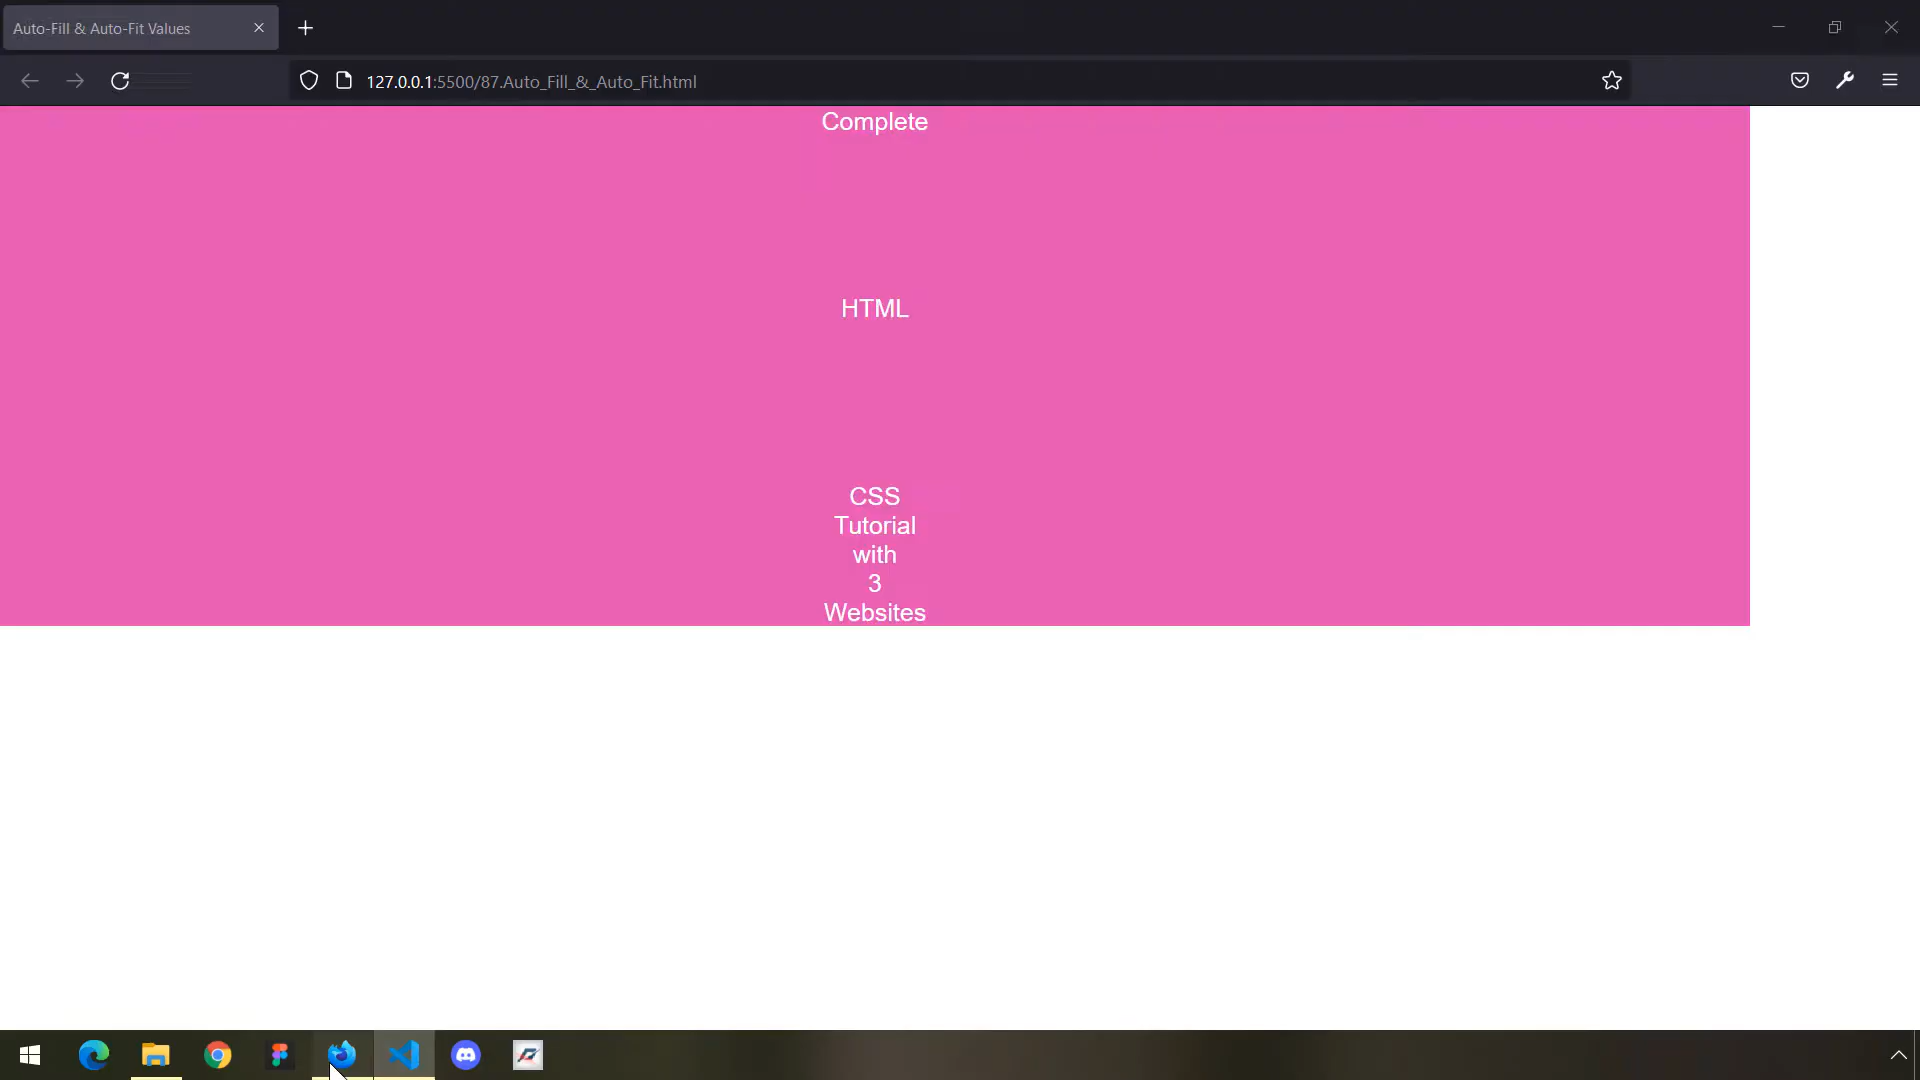 Auto-Fill & Auto-Fit Values
127.0.0.1:5500/87.Auto_Fill_&_Auto_Fit.html
Complete
HTML
CSS
Tutorial
with
3
Websites